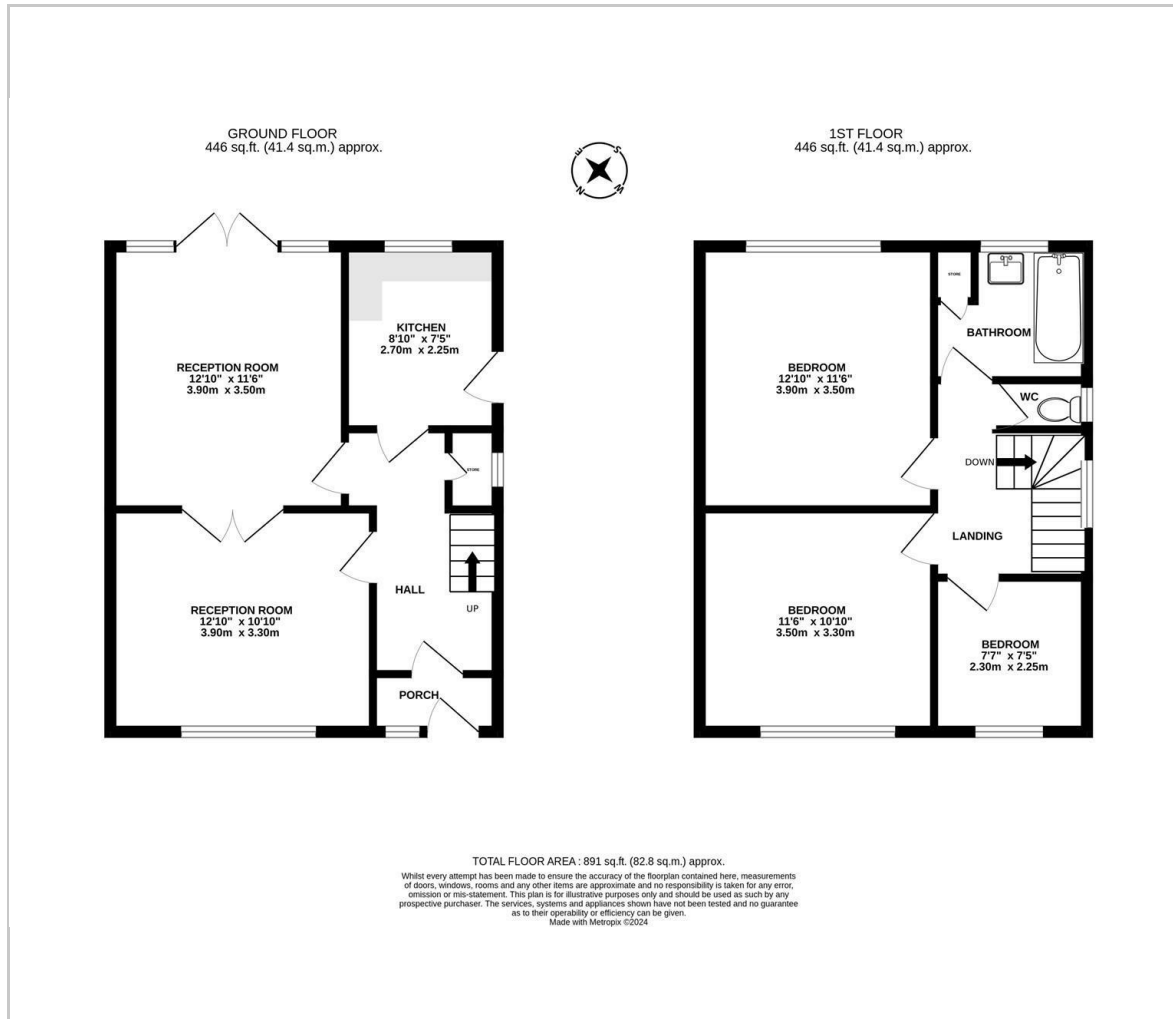 GROUND FLOOR
446 sq.ft. (41.4 sq.m.) approx.
1ST FLOOR
446 sq.ft. (41.4 sq.m.) approx.
E
S
N
W
RECEPTION ROOM
12'10" x 11'6"
3.90m x 3.50m
KITCHEN
8'10" x 7'5"
2.70m x 2.25m
STORE
RECEPTION ROOM
12'10" x 10'10"
3.90m x 3.30m
HALL
UP
PORCH
STORE
BATHROOM
BEDROOM
12'10" x 11'6"
3.90m x 3.50m
WC
DOWN
LANDING
BEDROOM
11'6" x 10'10"
3.50m x 3.30m
BEDROOM
7'7" x 7'5"
2.30m x 2.25m
TOTAL FLOOR AREA : 891 sq.ft. (82.8 sq.m.) approx.
Whilst every attempt has been made to ensure the accuracy of the floorplan contained here, measurements
of doors, windows, rooms and any other items are approximate and no responsibility is taken for any error,
omission or mis-statement. This plan is for illustrative purposes only and should be used as such by any
prospective purchaser. The services, systems and appliances shown have not been tested and no guarantee
as to their operability or efficiency can be given.
Made with Metropix ©2024